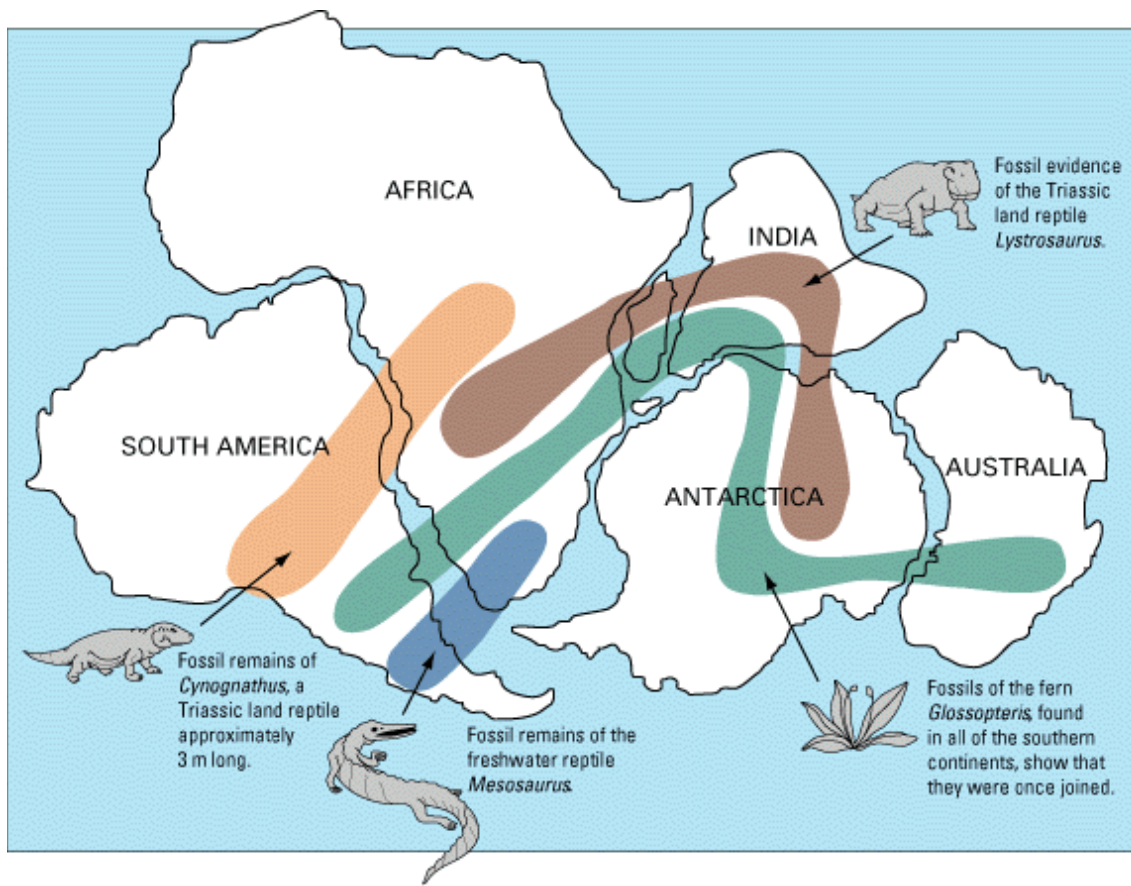 AFRICA
INDIA
Fossil evidence
of the Triassic
land reptile
Lystrosaurus.
SOUTH AMERICA
ANTARCTICA
AUSTRALIA
Fossil remains of
Cynognathus, a
Triassic land reptile
approximately
3 m long.
Fossil remains of the
freshwater reptile
Mesosaurus.
Fossils of the fern
Glossopteris, found
in all of the southern
continents, show that
they were once joined.